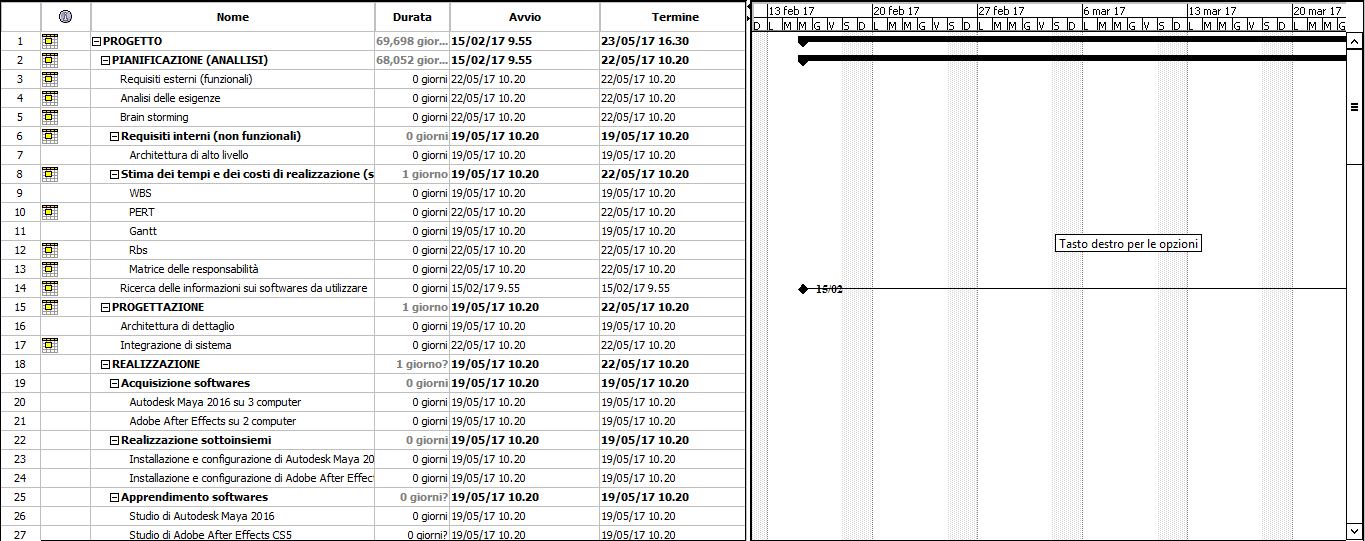 Nome Durata Avvio Termine
13 feb 17 20 feb 17 27 feb 17 6 mar 17 13 mar 17 20 mar 17
D L M M G V S D L M M G V S D L M M G V S D L M M G V S D L M M G V S D L M M G
1 PROGETTO 69,698 gior... 15/02/17 9.55 23/05/17 16.30
2 PIANIFICAZIONE (ANALLISI) 68,052 gior... 15/02/17 9.55 22/05/17 10.20
3 Requisiti esterni (funzionali) 0 giorni 22/05/17 10.20 22/05/17 10.20
4 Analisi delle esigenze 0 giorni 22/05/17 10.20 22/05/17 10.20
5 Brain storming 0 giorni 22/05/17 10.20 22/05/17 10.20
6 Requisiti interni (non funzionali) 0 giorni 19/05/17 10.20 19/05/17 10.20
7 Architettura di alto livello 0 giorni 19/05/17 10.20 19/05/17 10.20
8 Stima dei tempi e dei costi di realizzazione (s 1 giorno 19/05/17 10.20 22/05/17 10.20
9 WBS 0 giorni 19/05/17 10.20 19/05/17 10.20
10 PERT 0 giorni 22/05/17 10.20 22/05/17 10.20
11 Gantt 0 giorni 19/05/17 10.20 19/05/17 10.20
12 Rbs 0 giorni 22/05/17 10.20 22/05/17 10.20
Tasto destro per le opzioni
13 Matrice delle responsabilità 0 giorni 22/05/17 10.20 22/05/17 10.20
14 Ricerca delle informazioni sui softwares da utilizzare 0 giorni 15/02/17 9.55 15/02/17 9.55 15/02
15 PROGETTAZIONE 1 giorno 19/05/17 10.20 22/05/17 10.20
16 Architettura di dettaglio 0 giorni 19/05/17 10.20 19/05/17 10.20
17 Integrazione di sistema 0 giorni 22/05/17 10.20 22/05/17 10.20
18 REALIZZAZIONE 1 giorno? 19/05/17 10.20 22/05/17 10.20
19 Acquisizione softwares 0 giorni 19/05/17 10.20 19/05/17 10.20
20 Autodesk Maya 2016 su 3 computer 0 giorni 19/05/17 10.20 19/05/17 10.20
21 Adobe After Effects su 2 computer 0 giorni 19/05/17 10.20 19/05/17 10.20
22 Realizzazione sottoinsiemi 0 giorni 19/05/17 10.20 19/05/17 10.20
23 Installazione e configurazione di Autodesk Maya 20 0 giorni 19/05/17 10.20 19/05/17 10.20
24 Installazione e configurazione di Adobe After Effec 0 giorni 19/05/17 10.20 19/05/17 10.20
25 Apprendimento softwares 0 giorni? 19/05/17 10.20 19/05/17 10.20
26 Studio di Autodesk Maya 2016 0 giorni 19/05/17 10.20 19/05/17 10.20
27 Studio di Adobe After Effects CS5 0 giorni? 19/05/17 10.20 19/05/17 10.20